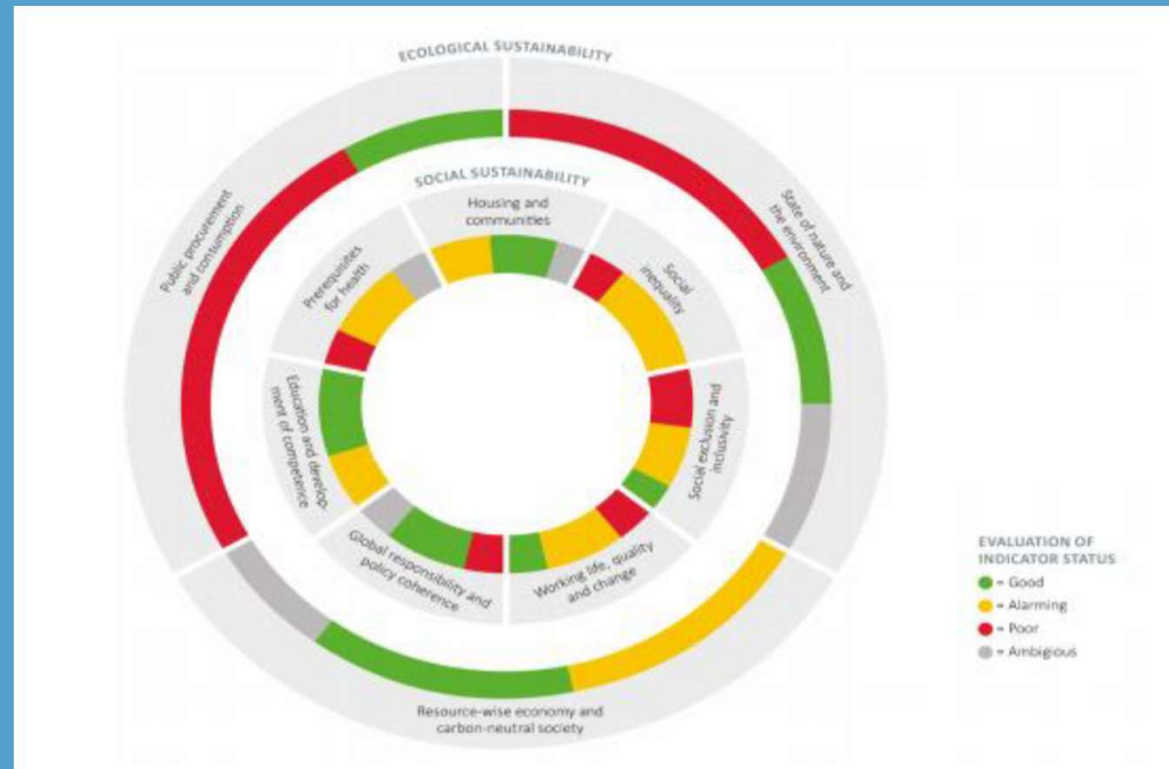 ECOLOGICAL SUSTAINABILITY
Public procurement
and consumption
State of nature and
the environment
Resource-wise economy and
carbon-neutral society
SOCIAL SUSTAINABILITY
Housing and
communities
Social
inequality
Social exclusion and
inclusivity
Working life, quality
and change
Global responsibility and
policy coherence
Education and develop-
ment of competence
Prerequisites
for health
EVALUATION OF
INDICATOR STATUS
= Good
= Alarming
= Poor
= Ambigious